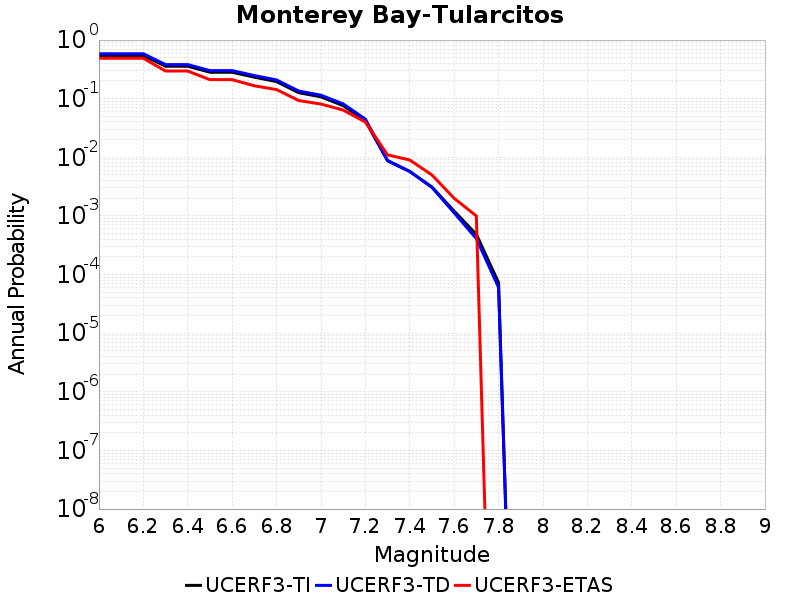 Monterey Bay-Tularcitos
Annual Probability
10^0
10^-1
10^-2
10^-3
10^-4
10^-5
10^-6
10^-7
10^-8
6 6.2 6.4 6.6 6.8 7 7.2 7.4 7.6 7.8 8 8.2 8.4 8.6 8.8 9
Magnitude
UCERF3-TI UCERF3-TD UCERF3-ETAS